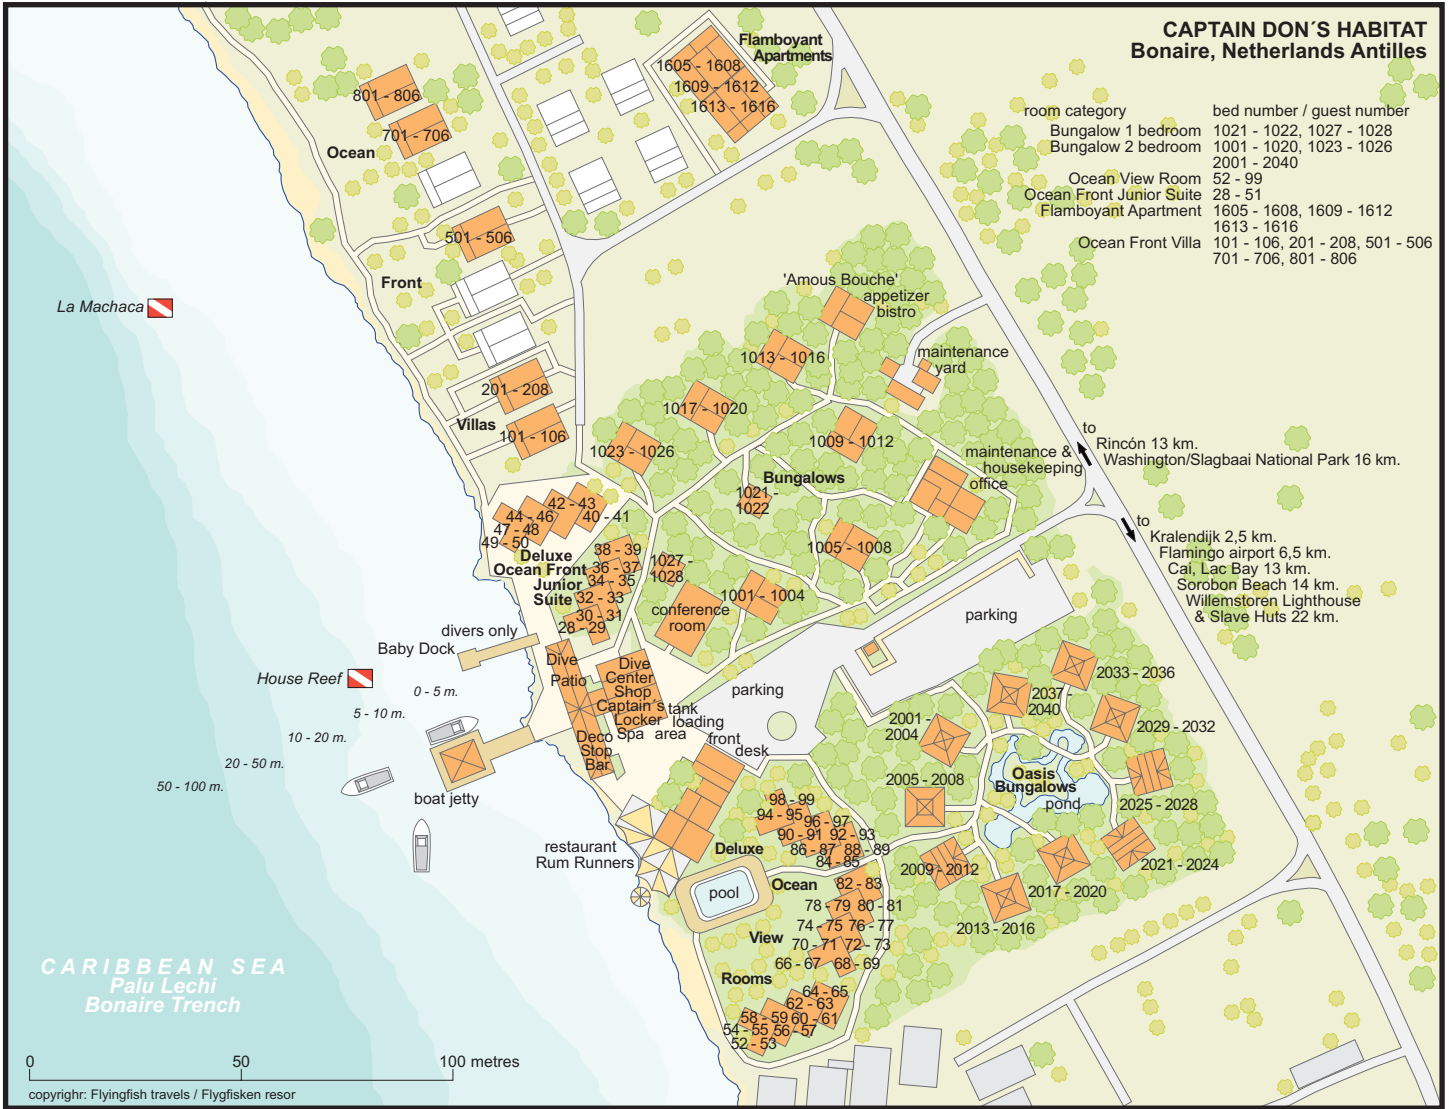 CAPTAIN DON´S HABITAT
Bonaire, Netherlands Antilles
room category bed number / guest number
Bungalow 1 bedroom 1021 - 1022, 1027 - 1028
Bungalow 2 bedroom 1001 - 1020, 1023 - 1026
2001 - 2040
Ocean View Room 52 - 99
Ocean Front Junior Suite 28 - 51
Flamboyant Apartment 1605 - 1608, 1609 - 1612
1613 - 1616
Ocean Front Villa 101 - 106, 201 - 208, 501 - 506
701 - 706, 801 - 806
Flamboyant
Apartments
1605 - 1608
1609 - 1612
1613 - 1616
801 - 806
701 - 706
Ocean
501 - 506
Front
La Machaca
201 - 208
Villas
101 - 106
'Amous Bouche'
appetizer
bistro
1013 - 1016
maintenance
yard
1017 - 1020
1009 - 1012
1023 - 1026
maintenance &
housekeeping
office
Bungalows
1021 -
1022
to
Rincón 13 km.
Washington/Slagbaai National Park 16 km.
to
Kralendijk 2,5 km.
Flamingo airport 6,5 km.
Cai, Lac Bay 13 km.
Sorobon Beach 14 km.
Willemstoren Lighthouse
& Slave Huts 22 km.
42 - 43
44 - 46
40 - 41
47 - 48
49 - 50
Deluxe
Ocean Front
Junior
Suite
38 - 39
36 - 37
34 - 35
32 - 33
30 - 31
28 - 29
1027 -
1028
1005 - 1008
1001 - 1004
conference
room
parking
divers only
Baby Dock
House Reef
0 - 5 m.
5 - 10 m.
10 - 20 m.
20 - 50 m.
50 - 100 m.
Dive
Patio
Dive
Center
Shop
Captain´s
Locker
Spa
tank
loading
area
Deco
Stop
Bar
front
desk
parking
boat jetty
restaurant
Rum Runners
pool
2033 - 2036
2037 -
2040
2029 - 2032
2001 -
2004
2005 - 2008
Oasis
Bungalows
pond
2025 - 2028
2021 - 2024
2009 - 2012
2017 - 2020
2013 - 2016
98 - 99
94 - 95
96 - 97
90 - 91
92 - 93
86 - 87
88 - 89
84 - 85
Deluxe
Ocean
View
Rooms
82 - 83
78 - 79
80 - 81
74 - 75
76 - 77
70 - 71
72 - 73
66 - 67
68 - 69
64 - 65
62 - 63
58 - 59
60 - 61
54 - 55
56 - 57
52 - 53
CARIBBEAN SEA
Palu Lechi
Bonaire Trench
0 50 100 metres
copyrighr: Flyingfish travels / Flygfisken resor